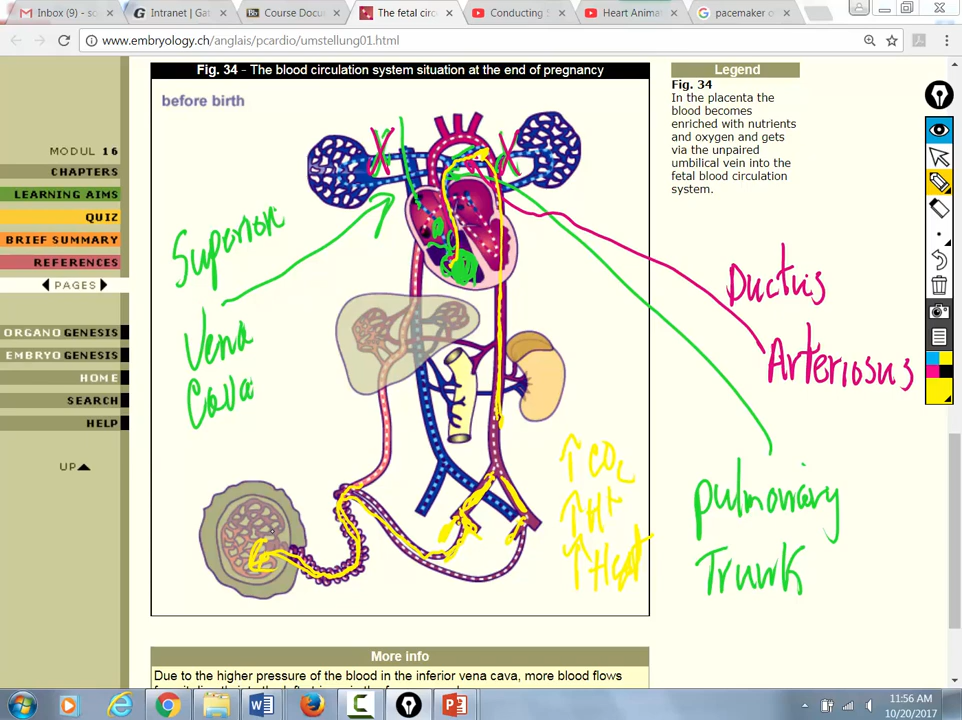 Inbox (9) - sc
Intranet | Gat
Course Docu
The fetal circ
Conducting S
Heart Animat
pacemaker o
www.embryology.ch/anglais/pcardio/umstellung01.html
MODUL 16
CHAPTERS
LEARNING AIMS
QUIZ
BRIEF SUMMARY
REFERENCES
PAGES
ORGANO GENESIS
EMBRYO GENESIS
HOME
SEARCH
HELP
UP
Fig. 34 - The blood circulation system situation at the end of pregnancy
before birth
Superior
Vena
Cava
↑CO2
↑H+
↑Heat
Legend
Fig. 34
In the placenta the
blood becomes
enriched with nutrients
and oxygen and gets
via the unpaired
umbilical vein into the
fetal blood circulation
system.
Ductus
Arteriosus
pulmonary
Trunk
More info
Due to the higher pressure of the blood in the inferior vena cava, more blood flows
11:56 AM
10/20/2017